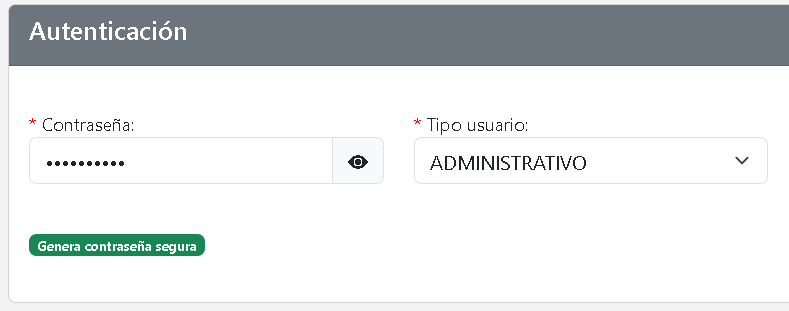 Autenticación
* Contraseña: * Tipo usuario:
•••••••••• ADMINISTRATIVO
Genera contraseña segura